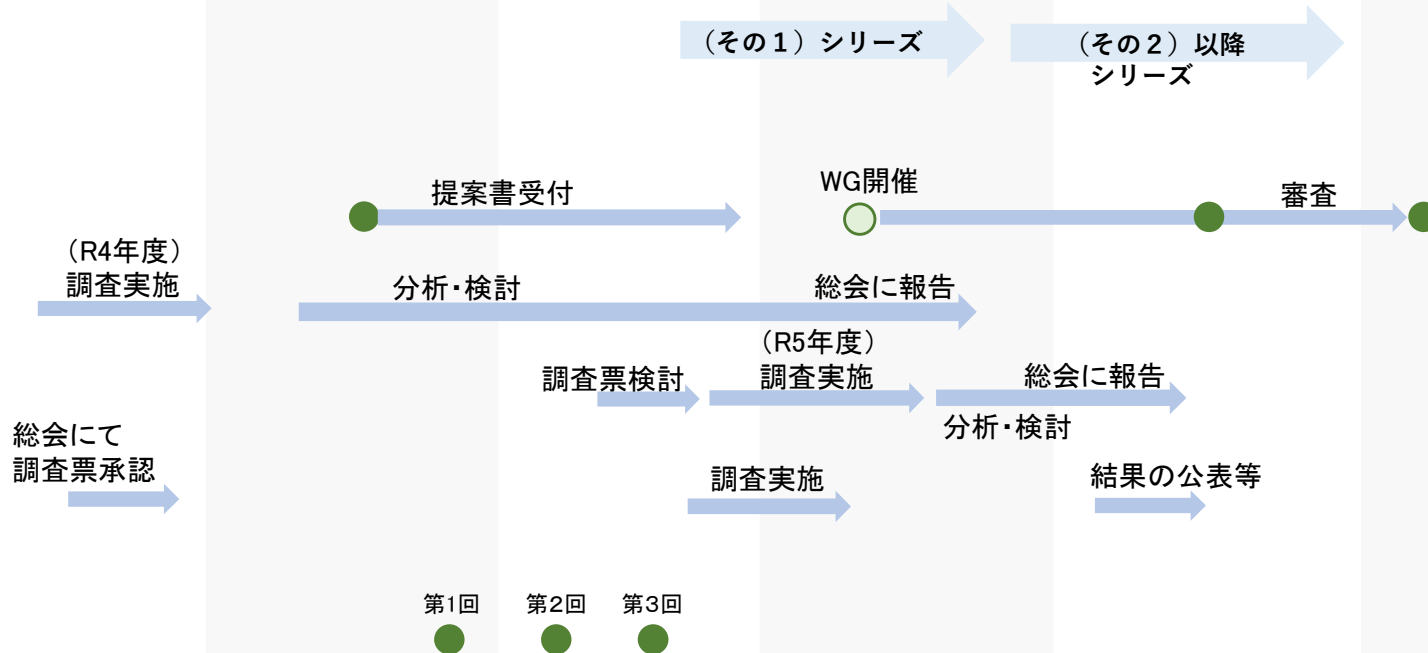 （その１）シリーズ
（その２）以降
シリーズ
提案書受付
WG開催
審査
（R4年度）
調査実施
分析・検討
総会に報告
（R5年度）
調査票検討
調査実施
総会に報告
分析・検討
総会にて
調査票承認
調査実施
結果の公表等
第1回
第２回
第３回